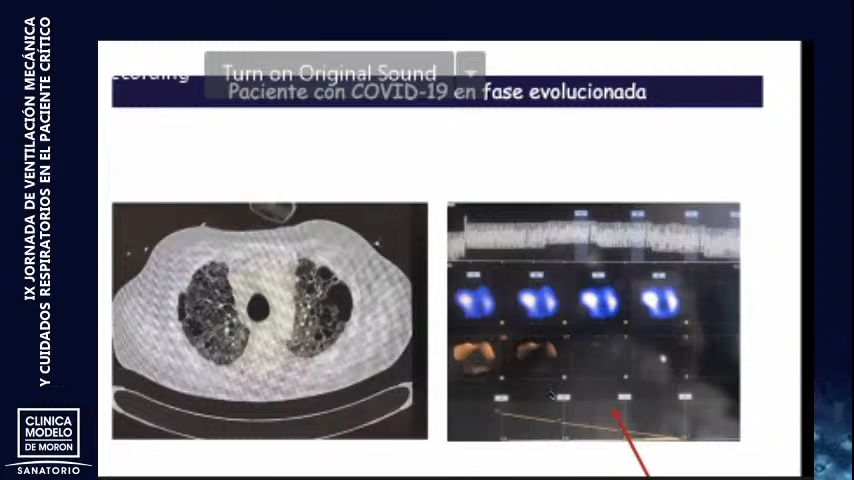 IX JORNADA DE VENTILACIÓN MECÁNICA
Y CUIDADOS RESPIRATORIOS EN EL PACIENTE CRÍTICO
Turn on Original Sound
Paciente con COVID-19 en fase evolucionada
CLINICA
MODELO
DE MORON
SANATORIO